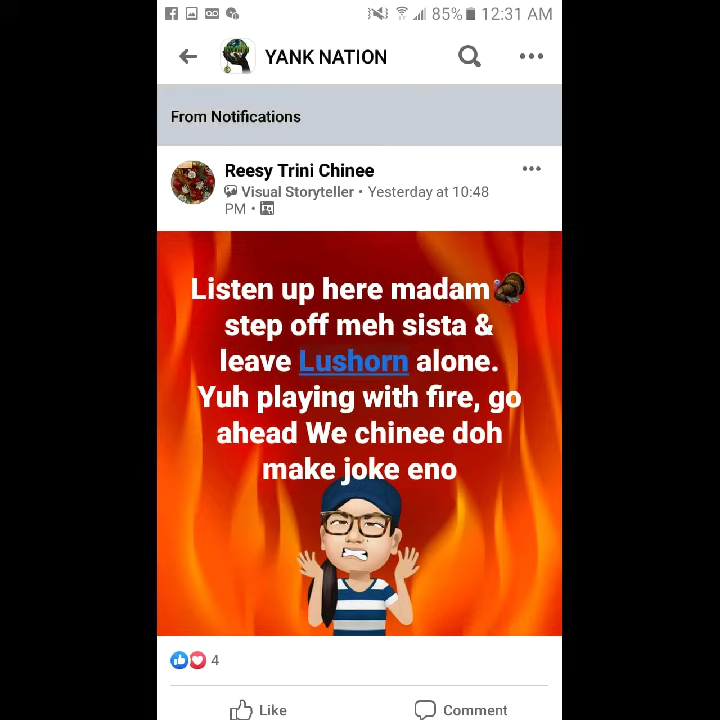 85% 12:31 AM
YANK NATION
From Notifications
Reesy Trini Chinee
Visual Storyteller • Yesterday at 10:48
PM •
Listen up here madam🦃
step off meh sista &
leave Lushorn alone.
Yuh playing with fire, go
ahead We chinee doh
make joke eno
4
Like Comment